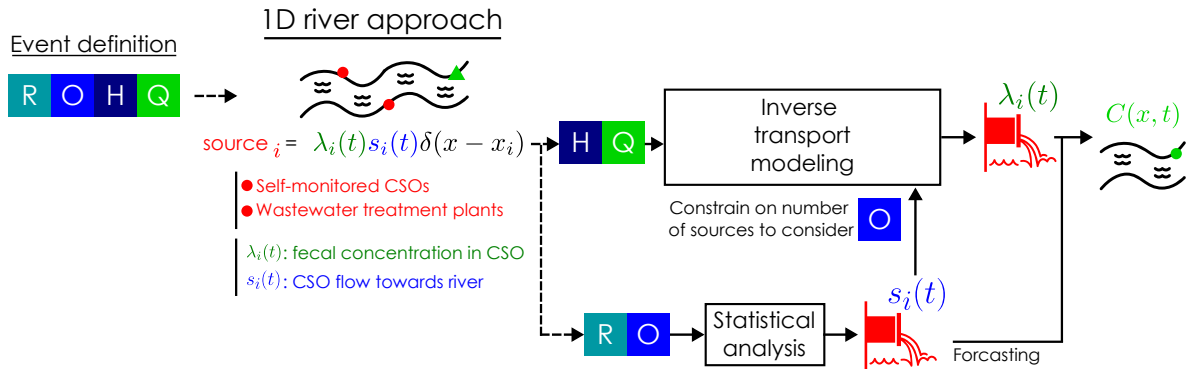 Event definition
R O H Q
1D river approach
source i = λi(t)si(t)δ(x − xi)
Self-monitored CSOs
Wastewater treatment plants
λi(t): fecal concentration in CSO
si(t): CSO flow towards river
H Q
Inverse
transport
modeling
λi(t)
C(x, t)
Constrain on number
of sources to consider
O
R O
Statistical
analysis
si(t)
Forcasting